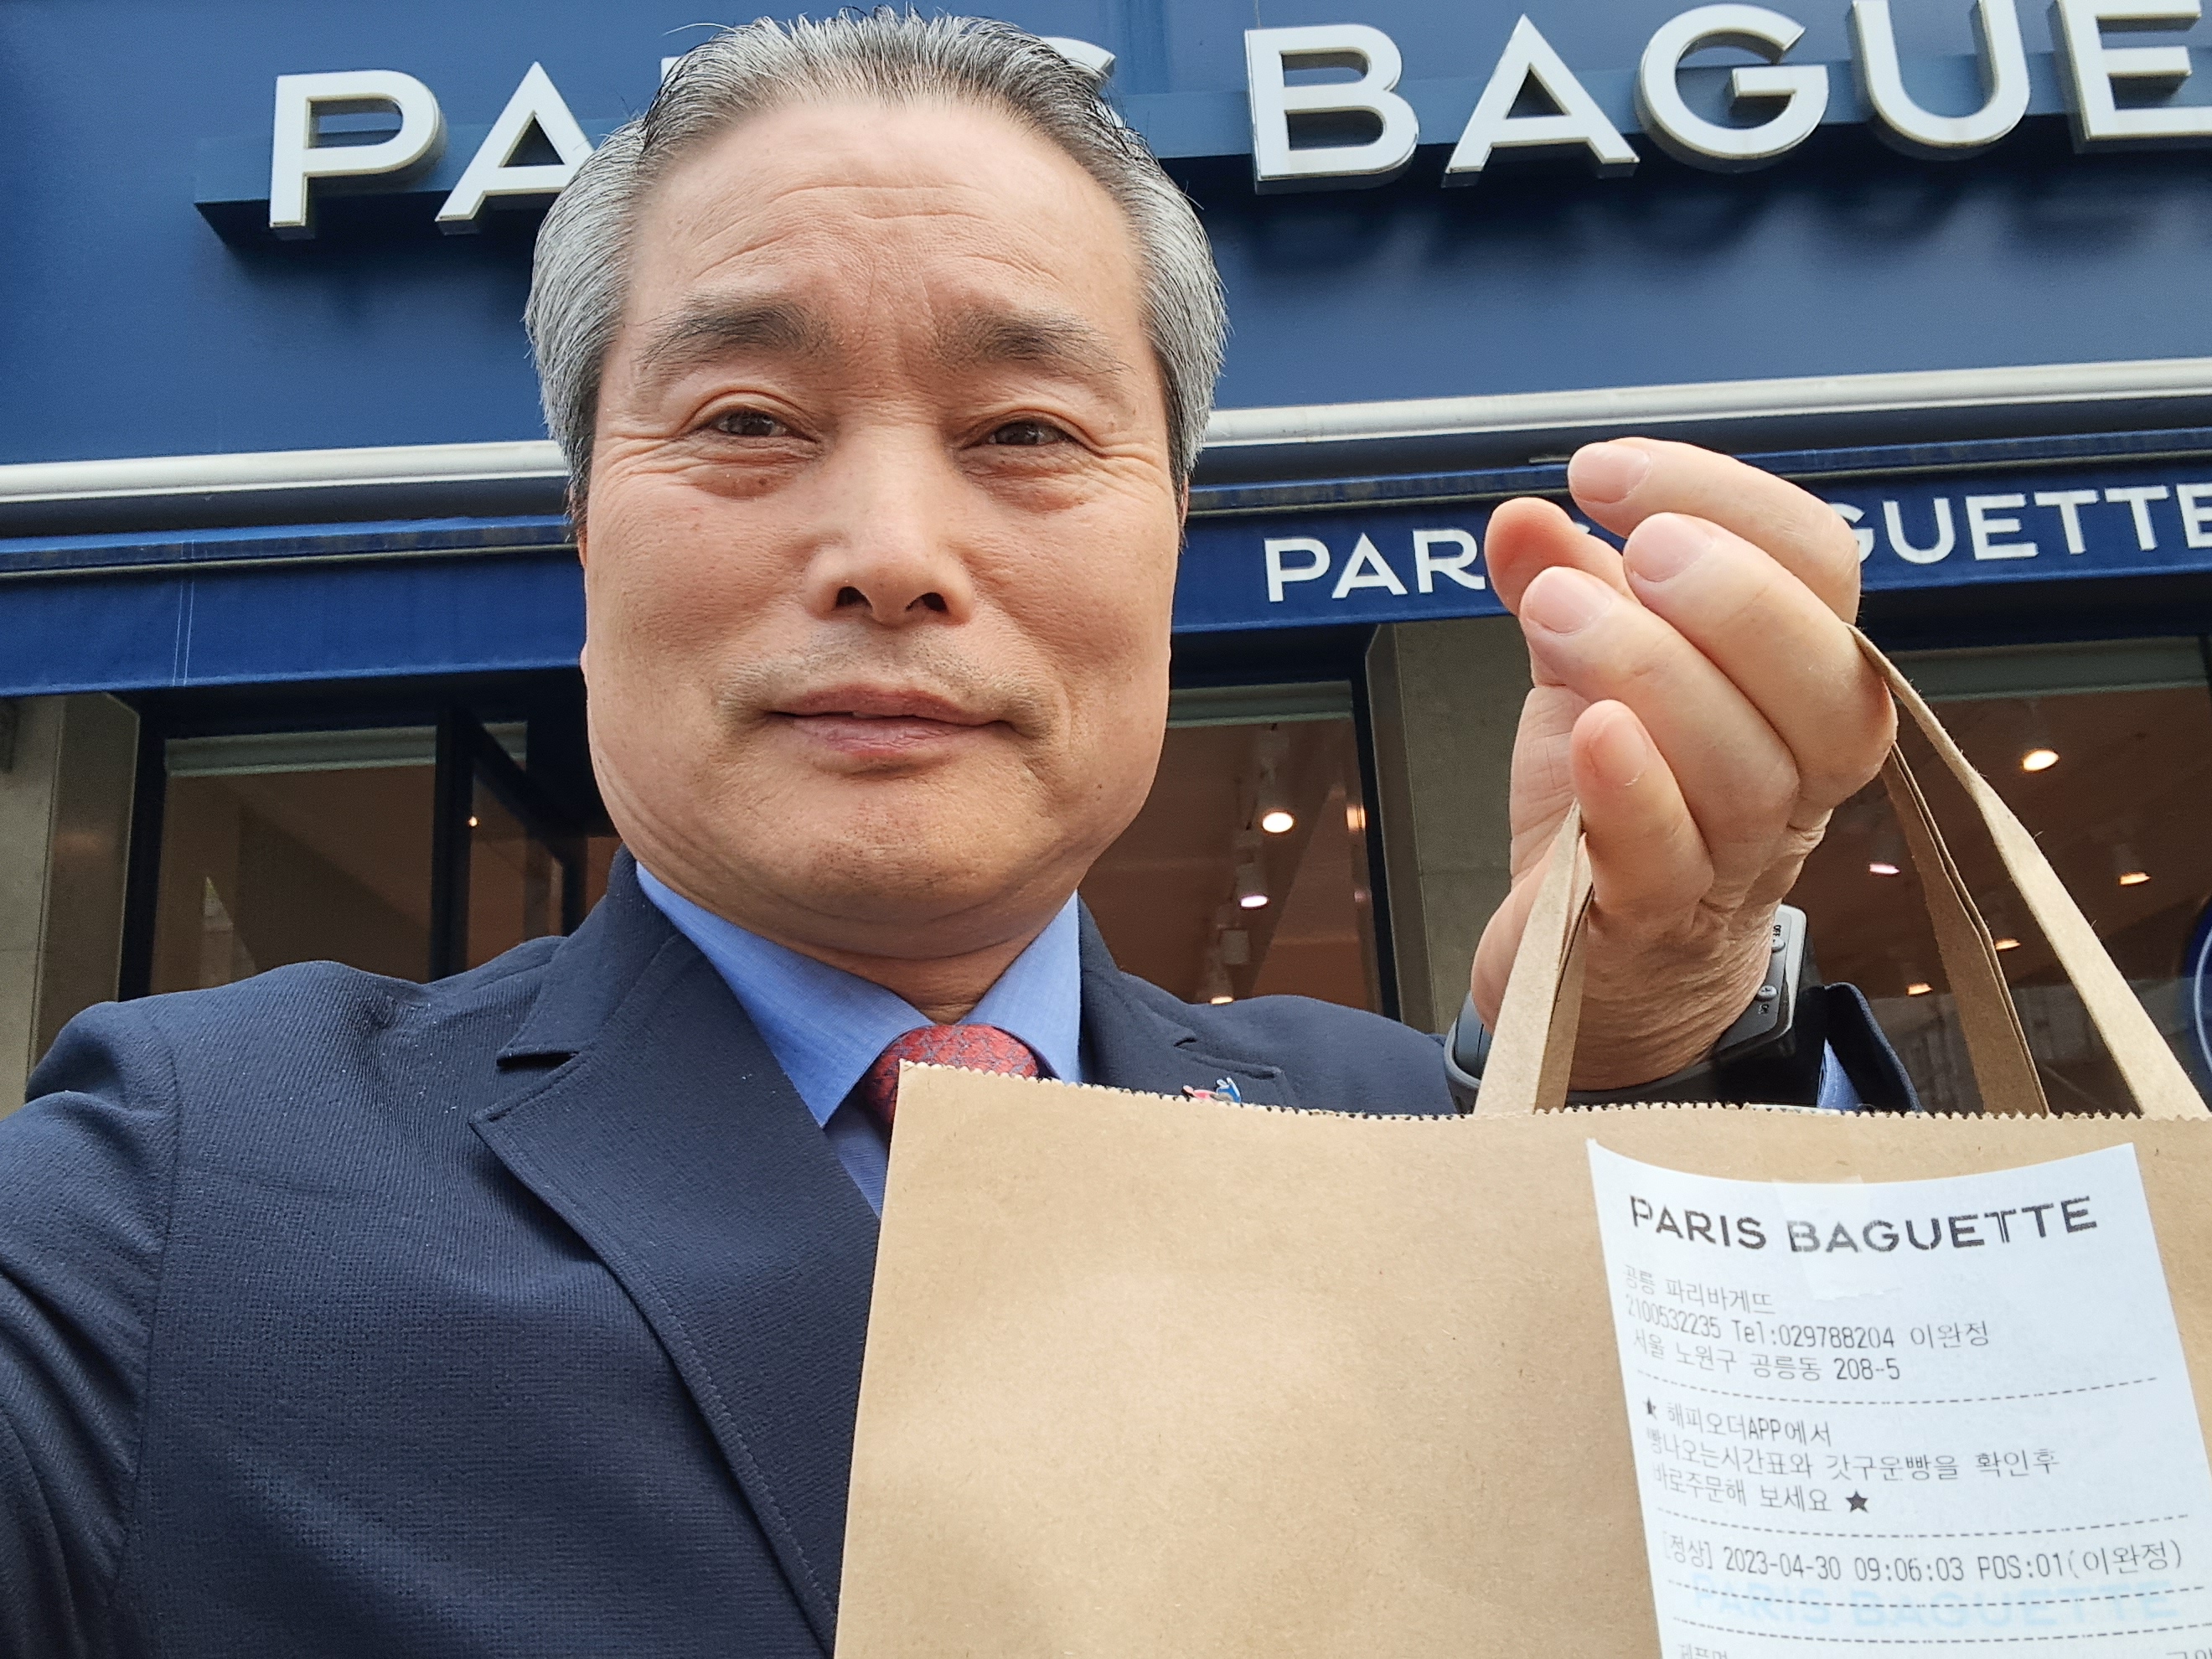 PA S BAGUE
PARIS BAGUETTE
PARIS BAGUETTE
공릉 파리바게뜨
2100532235 Tel:029788204 이완정
서울 노원구 공릉동 208-5
★ 해피오더APP에서
빵나오는시간표와 갓구운빵을 확인후
바로주문해 보세요 ★
[정상] 2023-04-30 09:06:03 POS:01(이완정)
PARIS BAGUETTE